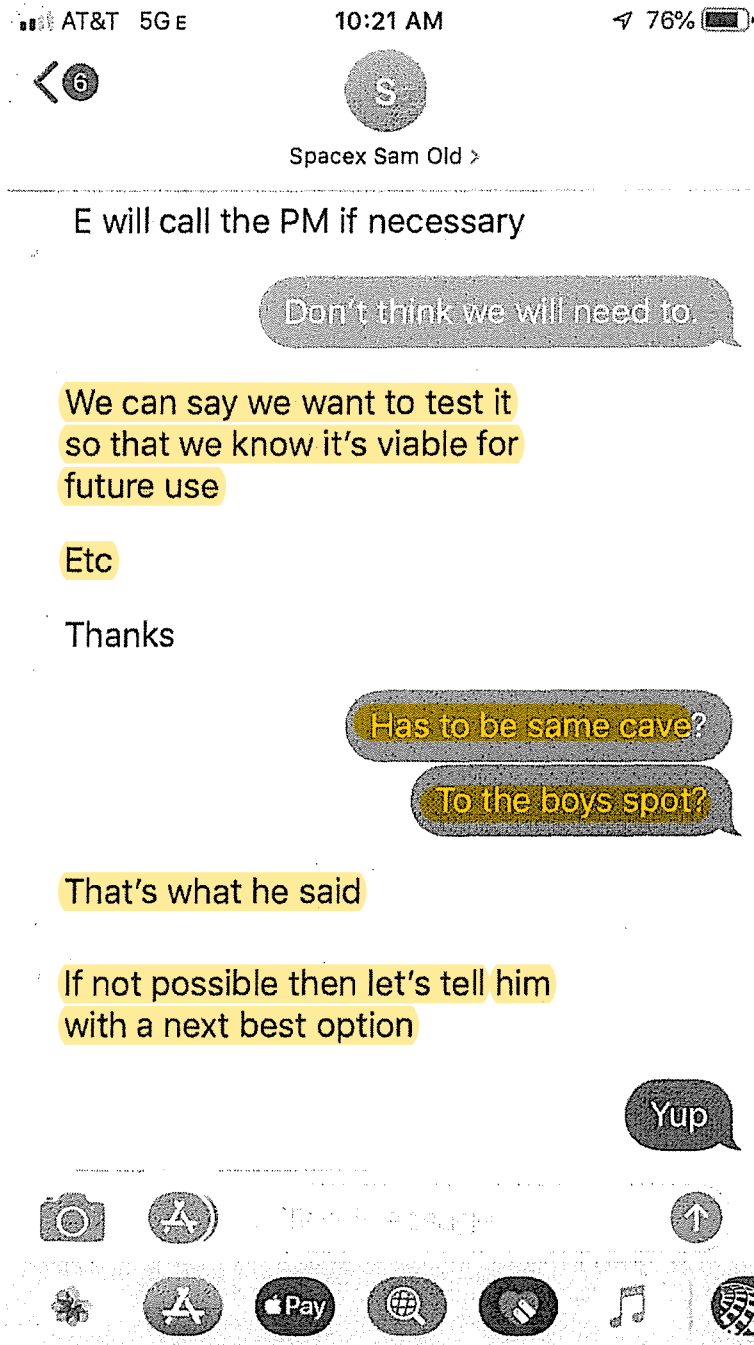 AT&T 5GE 10:21 AM 76%
6
S
Spacex Sam Old >
E will call the PM if necessary
Don't think we will need to.
We can say we want to test it
so that we know it's viable for
future use
Etc
Thanks
Has to be same cave?
To the boys spot?
That's what he said
If not possible then let's tell him
with a next best option
Yup
Pay